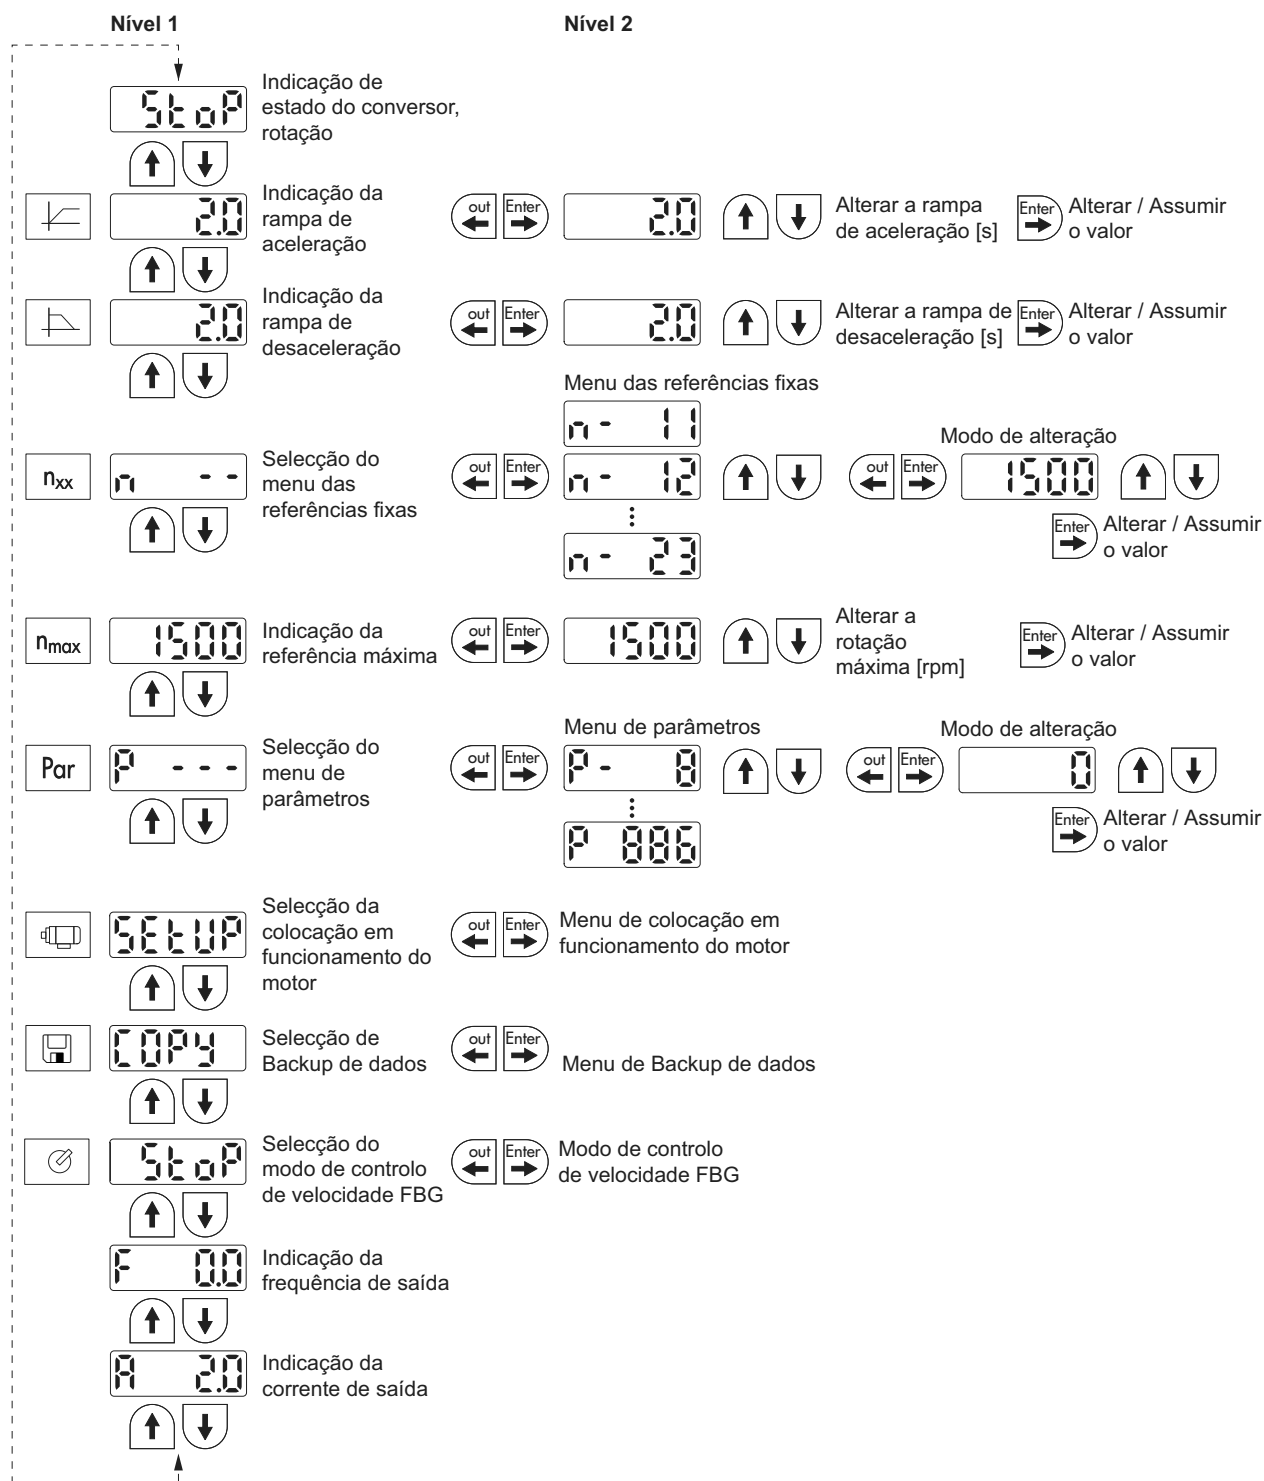 Nível 1
Nível 2
Indicação de
estado do conversor,
rotação
StoP
Indicação da
rampa de
aceleração
2.0
out
Enter
2.0
Alterar a rampa
de aceleração [s]
Enter
Alterar / Assumir
o valor
Indicação da
rampa de
desaceleração
2.0
out
Enter
2.0
Alterar a rampa de
desaceleração [s]
Enter
Alterar / Assumir
o valor
Menu das referências fixas
n- 11
nxx
n --
Selecção do
menu das
referências fixas
out
Enter
n- 12
Modo de alteração
out
Enter
1500
Enter
Alterar / Assumir
o valor
n- 23
nmax
1500
Indicação da
referência máxima
out
Enter
1500
Alterar a
rotação
máxima [rpm]
Enter
Alterar / Assumir
o valor
Menu de parâmetros
Modo de alteração
Par
P ---
Selecção do
menu de
parâmetros
out
Enter
P- 8
out
Enter
0
Enter
Alterar / Assumir
o valor
P 886
SEtUP
Selecção da
colocação em
funcionamento do
motor
out
Enter
Menu de colocação em
funcionamento do motor
COPY
Selecção de
Backup de dados
out
Enter
Menu de Backup de dados
StoP
Selecção do
modo de controlo
de velocidade FBG
out
Enter
Modo de controlo
de velocidade FBG
F 0.0
Indicação da
frequência de saída
A 2.0
Indicação da
corrente de saída